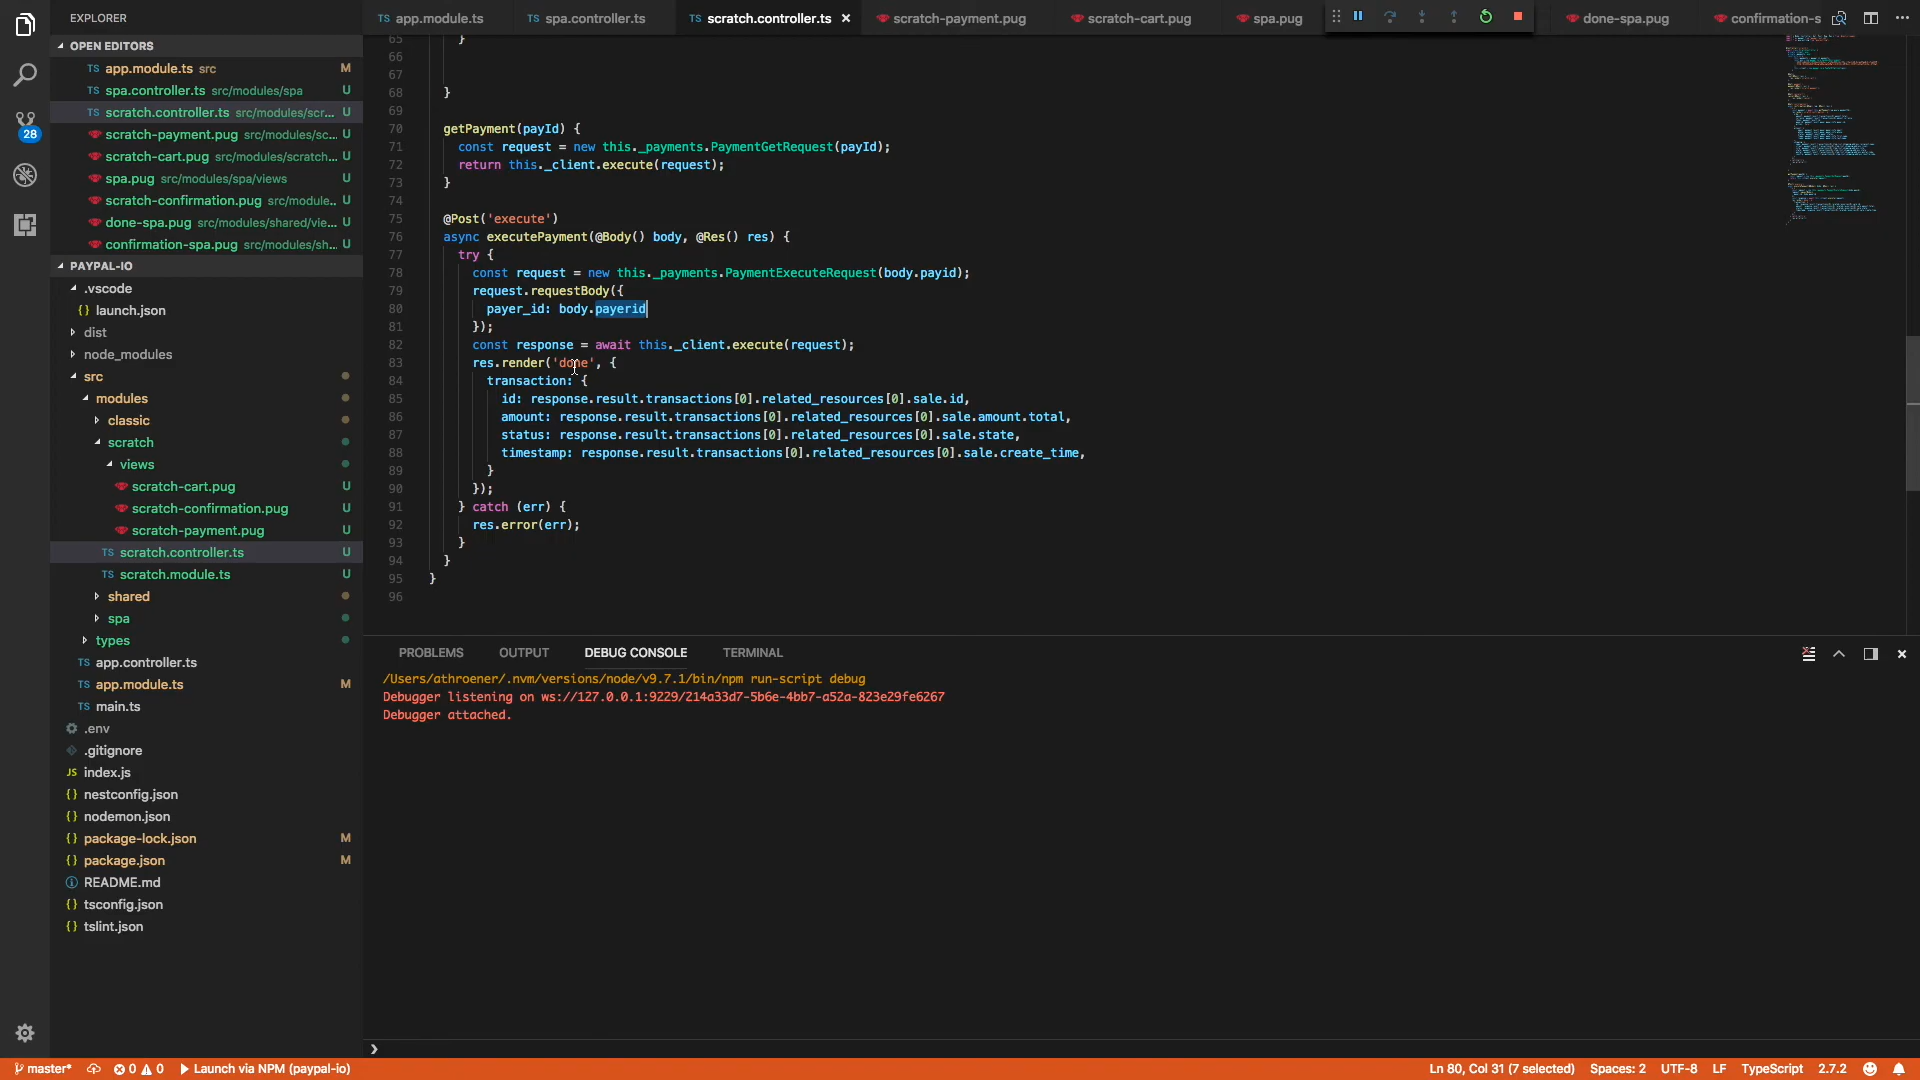 EXPLORER
OPEN EDITORS
TS app.module.ts src M
TS spa.controller.ts src/modules/spa U
TS scratch.controller.ts src/modules/scr... U
scratch-payment.pug src/modules/sc... U
scratch-cart.pug src/modules/scratch... U
spa.pug src/modules/spa/views U
scratch-confirmation.pug src/module... U
done-spa.pug src/modules/shared/vie... U
confirmation-spa.pug src/modules/sh... U
28
PAYPAL-IO
.vscode
{} launch.json
dist
node_modules
src
modules
classic
scratch
views
scratch-cart.pug U
scratch-confirmation.pug U
scratch-payment.pug U
TS scratch.controller.ts U
TS scratch.module.ts U
shared
spa
types
TS app.controller.ts
TS app.module.ts M
TS main.ts
.env
.gitignore
JS index.js
{} nestconfig.json
{} nodemon.json
{} package-lock.json M
{} package.json M
README.md
{} tsconfig.json
{} tslint.json
TS app.module.ts TS spa.controller.ts TS scratch.controller.ts scratch-payment.pug scratch-cart.pug spa.pug done-spa.pug confirmation-s
65 }
66
67
68 }
69
70 getPayment(payId) {
71 const request = new this._payments.PaymentGetRequest(payId);
72 return this._client.execute(request);
73 }
74
75 @Post('execute')
76 async executePayment(@Body() body, @Res() res) {
77 try {
78 const request = new this._payments.PaymentExecuteRequest(body.payid);
79 request.requestBody({
80 payer_id: body.payerid
81 });
82 const response = await this._client.execute(request);
83 res.render('done', {
84 transaction: {
85 id: response.result.transactions[0].related_resources[0].sale.id,
86 amount: response.result.transactions[0].related_resources[0].sale.amount.total,
87 status: response.result.transactions[0].related_resources[0].sale.state,
88 timestamp: response.result.transactions[0].related_resources[0].sale.create_time,
89 }
90 });
91 } catch (err) {
92 res.error(err);
93 }
94 }
95 }
96
PROBLEMS OUTPUT DEBUG CONSOLE TERMINAL
/Users/athroener/.nvm/versions/node/v9.7.1/bin/npm run-script debug
Debugger listening on ws://127.0.0.1:9229/214a33d7-5b6e-4bb7-a52a-823e29fe6267
Debugger attached.
master* 0 0 Launch via NPM (paypal-io) Ln 80, Col 31 (7 selected) Spaces: 2 UTF-8 LF TypeScript 2.7.2